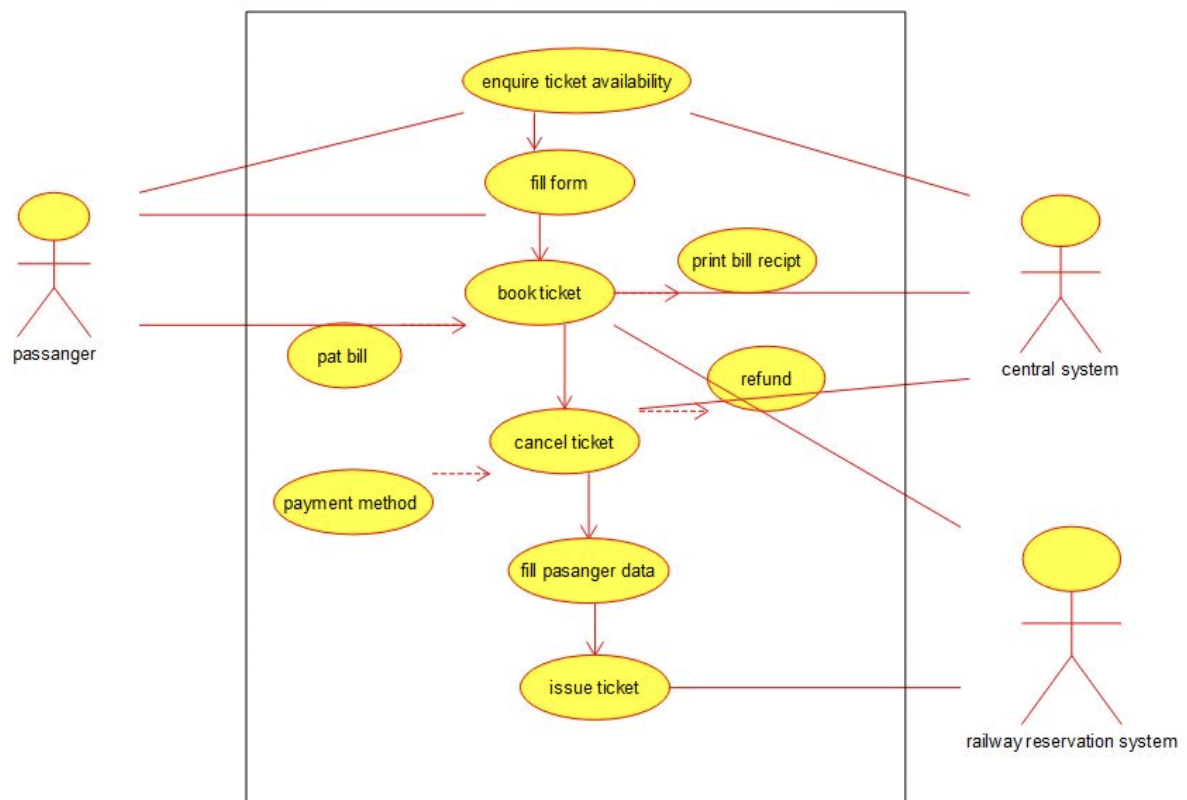 enquire ticket availability
fill form
print bill recipt
book ticket
passanger
pat bill
central system
refund
cancel ticket
payment method
fill pasanger data
issue ticket
railway reservation system